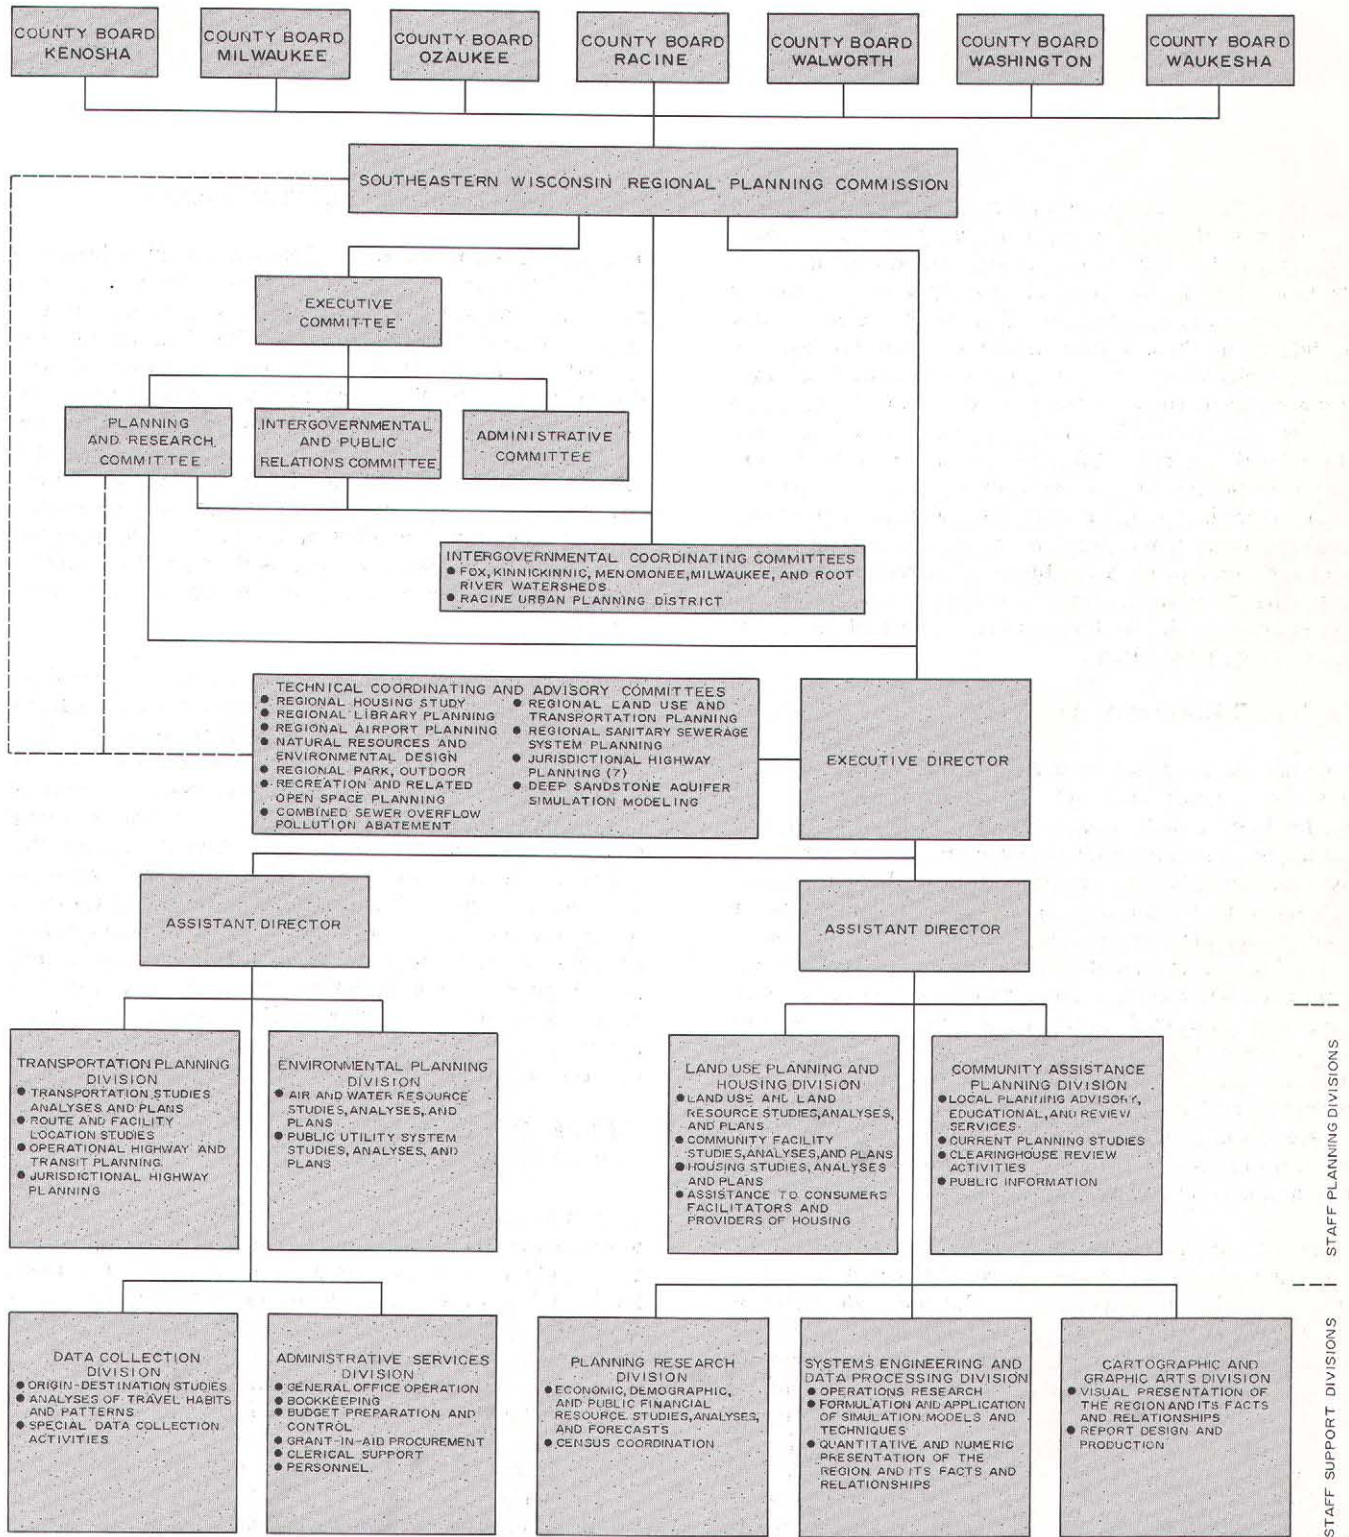 COUNTY BOARD
KENOSHA
COUNTY BOARD
MILWAUKEE
COUNTY BOARD
OZAUKEE
COUNTY BOARD
RACINE
COUNTY BOARD
WALWORTH
COUNTY BOARD
WASHINGTON
COUNTY BOARD
WAUKESHA
SOUTHEASTERN WISCONSIN REGIONAL PLANNING COMMISSION
EXECUTIVE
COMMITTEE
PLANNING
AND RESEARCH
COMMITTEE
INTERGOVERNMENTAL
AND PUBLIC
RELATIONS COMMITTEE
ADMINISTRATIVE
COMMITTEE
INTERGOVERNMENTAL COORDINATING COMMITTEES
● FOX, KINNICKINNIC, MENOMONEE, MILWAUKEE, AND ROOT
RIVER WATERSHEDS
● RACINE URBAN PLANNING DISTRICT
TECHNICAL COORDINATING AND ADVISORY COMMITTEES
● REGIONAL HOUSING STUDY
● REGIONAL LIBRARY PLANNING
● REGIONAL AIRPORT PLANNING
● NATURAL RESOURCES AND
ENVIRONMENTAL DESIGN
● REGIONAL PARK, OUTDOOR
● RECREATION AND RELATED
OPEN SPACE PLANNING
● COMBINED SEWER OVERFLOW
POLLUTION ABATEMENT
● REGIONAL LAND USE AND
TRANSPORTATION PLANNING
● REGIONAL SANITARY SEWERAGE
SYSTEM PLANNING
● JURISDICTIONAL HIGHWAY
PLANNING (7)
● DEEP SANDSTONE AQUIFER
SIMULATION MODELING
EXECUTIVE DIRECTOR
ASSISTANT DIRECTOR
ASSISTANT DIRECTOR
TRANSPORTATION PLANNING
DIVISION
● TRANSPORTATION STUDIES
ANALYSES AND PLANS
● ROUTE AND FACILITY
LOCATION STUDIES
● OPERATIONAL HIGHWAY AND
TRANSIT PLANNING
● JURISDICTIONAL HIGHWAY
PLANNING
ENVIRONMENTAL PLANNING
DIVISION
● AIR AND WATER RESOURCE
STUDIES, ANALYSES, AND
PLANS
● PUBLIC UTILITY SYSTEM
STUDIES, ANALYSES, AND
PLANS
LAND USE PLANNING AND
HOUSING DIVISION
● LAND USE AND LAND
RESOURCE STUDIES, ANALYSES,
AND PLANS
● COMMUNITY FACILITY
STUDIES, ANALYSES, AND PLANS
● HOUSING STUDIES, ANALYSES
AND PLANS
● ASSISTANCE TO CONSUMERS
FACILITATORS AND
PROVIDERS OF HOUSING
COMMUNITY ASSISTANCE
PLANNING DIVISION
● LOCAL PLANNING ADVISORY,
EDUCATIONAL, AND REVIEW
SERVICES
● CURRENT PLANNING STUDIES
● CLEARINGHOUSE REVIEW
ACTIVITIES
● PUBLIC INFORMATION
STAFF PLANNING DIVISIONS
DATA COLLECTION
DIVISION
● ORIGIN-DESTINATION STUDIES
● ANALYSES OF TRAVEL HABITS
AND PATTERNS
● SPECIAL DATA COLLECTION
ACTIVITIES
ADMINISTRATIVE SERVICES
DIVISION
● GENERAL OFFICE OPERATION
● BOOKKEEPING
● BUDGET PREPARATION AND
CONTROL
● GRANT-IN-AID PROCUREMENT
● CLERICAL SUPPORT
● PERSONNEL
PLANNING RESEARCH
DIVISION
● ECONOMIC, DEMOGRAPHIC,
AND PUBLIC FINANCIAL
RESOURCE STUDIES, ANALYSES,
AND FORECASTS
● CENSUS COORDINATION
SYSTEMS ENGINEERING AND
DATA PROCESSING DIVISION
● OPERATIONS RESEARCH
● FORMULATION AND APPLICATION
OF SIMULATION MODELS AND
TECHNIQUES
● QUANTITATIVE AND NUMERIC
PRESENTATION OF THE
REGION AND ITS FACTS AND
RELATIONSHIPS
CARTOGRAPHIC AND
GRAPHIC ARTS DIVISION
● VISUAL PRESENTATION OF
THE REGION AND ITS FACTS
AND RELATIONSHIPS
● REPORT DESIGN AND
PRODUCTION
STAFF SUPPORT DIVISIONS